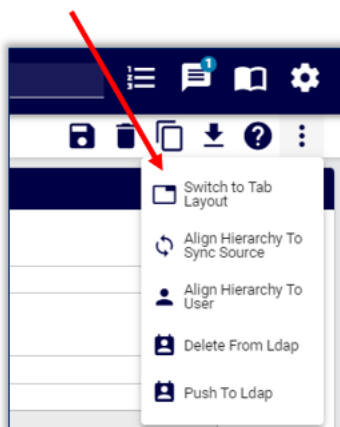 1
Switch to Tab
Layout
Align Hierarchy To
Sync Source
Align Hierarchy To
User
Delete From Ldap
Push To Ldap